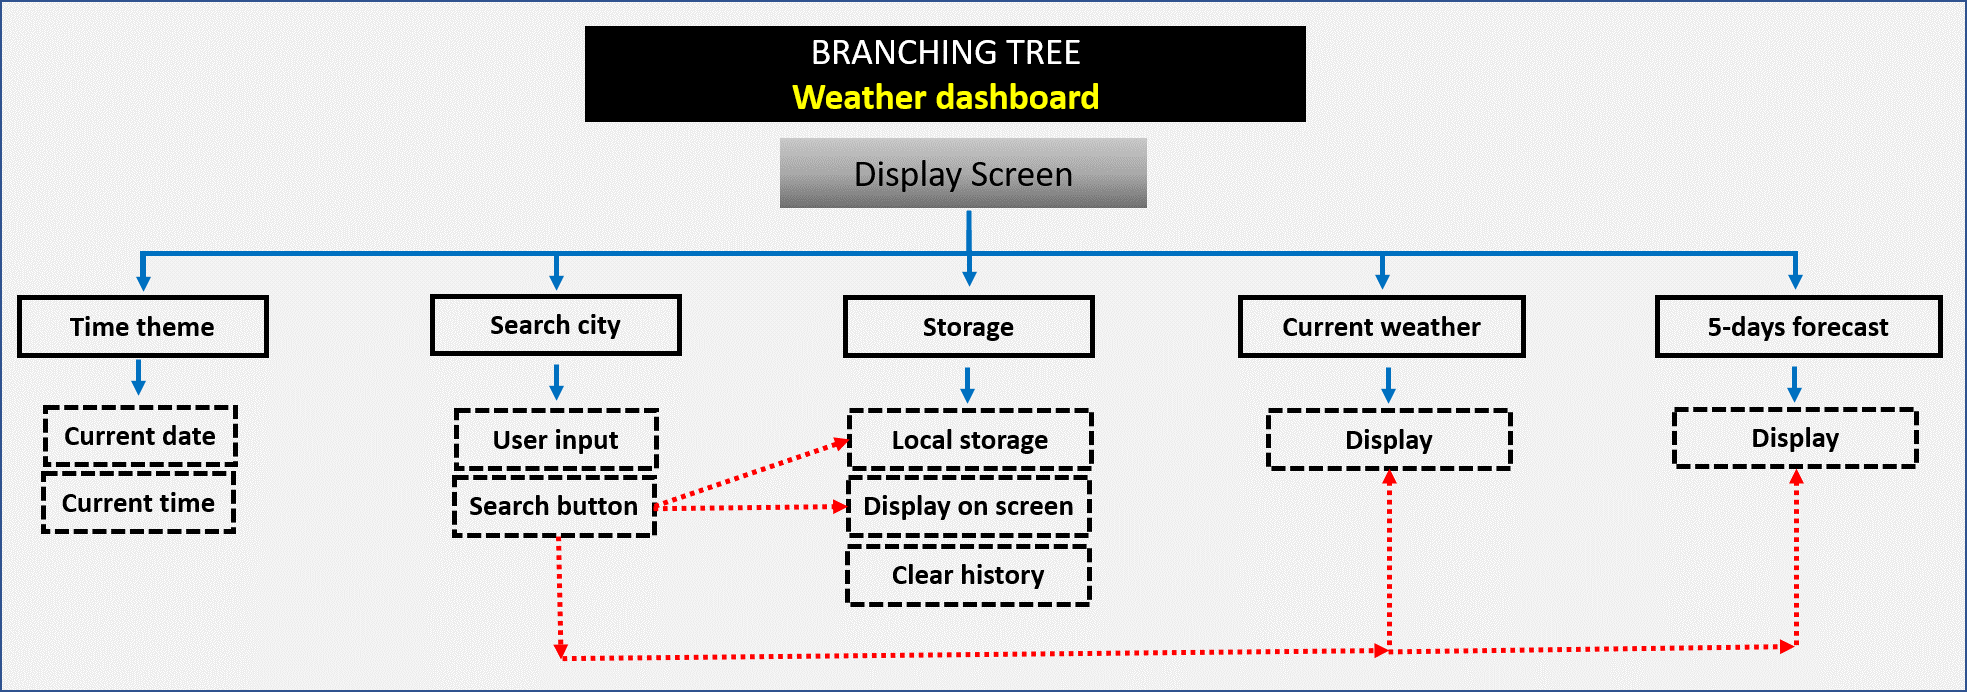 BRANCHING TREE
Weather dashboard
Display Screen
Time theme
Search city
Storage
Current weather
5-days forecast
Current date
Current time
User input
Search button
Local storage
Display on screen
Clear history
Display
Display